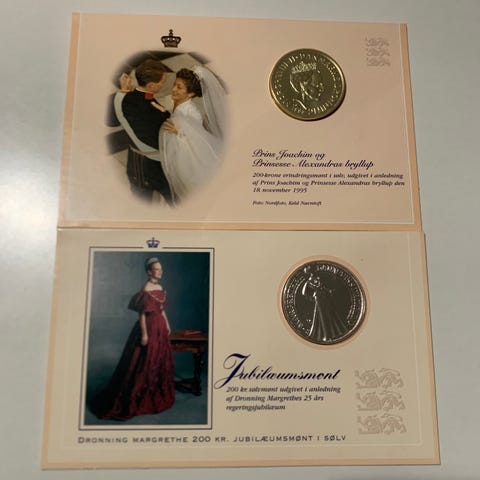 Prins Joachim og
Prinsesse Alexandras bryllup
200-krone erindringsmønt i sølv, udgivet i anledning
af Prins Joachim og Prinsesse Alexandras bryllup den
18 november 1995
Foto: Nordfoto, Keld Navntoft
Jubilæumsmønt
200 kr. sølvmønt udgivet i anledning
af Dronning Margrethes 25 års
regeringsjubilæum
DRONNING MARGRETHE 200 KR. JUBILÆUMSMØNT I SØLV